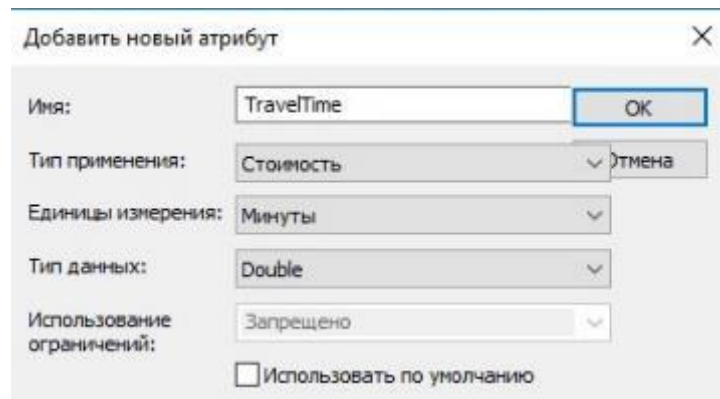 Добавить новый атрибут
Имя: TravelTime OK
Тип применения: Стоимость Отмена
Единицы измерения: Минуты
Тип данных: Double
Использование ограничений: Запрещено
Использовать по умолчанию